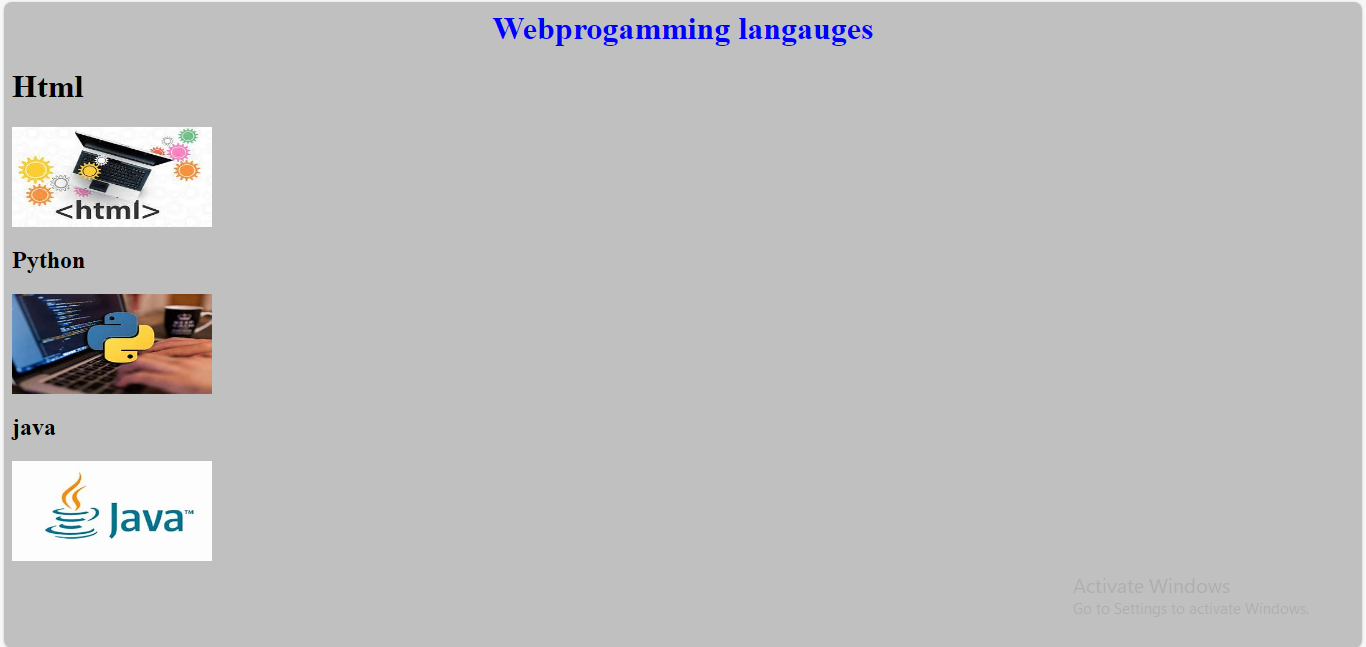 Webprogamming langauges
Html
<html>
Python
java
Java™
Activate Windows
Go to Settings to activate Windows.